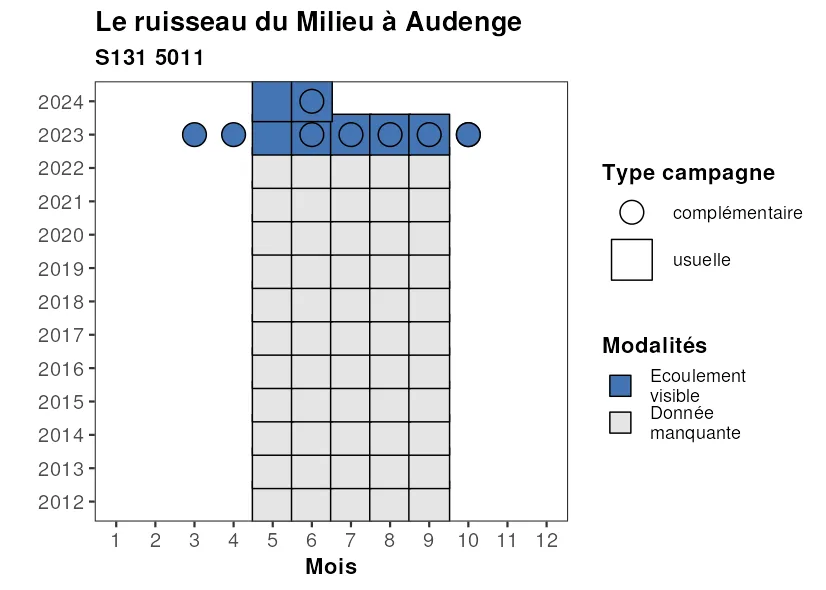 Le ruisseau du Milieu à Audenge
S131 5011
2024
2023
2022
2021
2020
2019
2018
2017
2016
2015
2014
2013
2012
1 2 3 4 5 6 7 8 9 10 11 12
Mois
Type campagne
complémentaire
usuelle
Modalités
Ecoulement
visible
Donnée
manquante